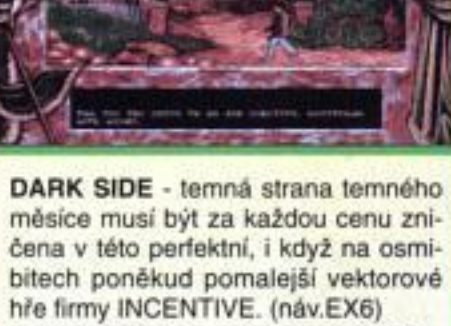 DARK SIDE - temná strana temného
měsíce musí být za každou cenu zni-
čena v této perfektní, i když na osmi-
bitech poněkud pomalejší vektorové
hře firmy INCENTIVE. (náv.EX6)